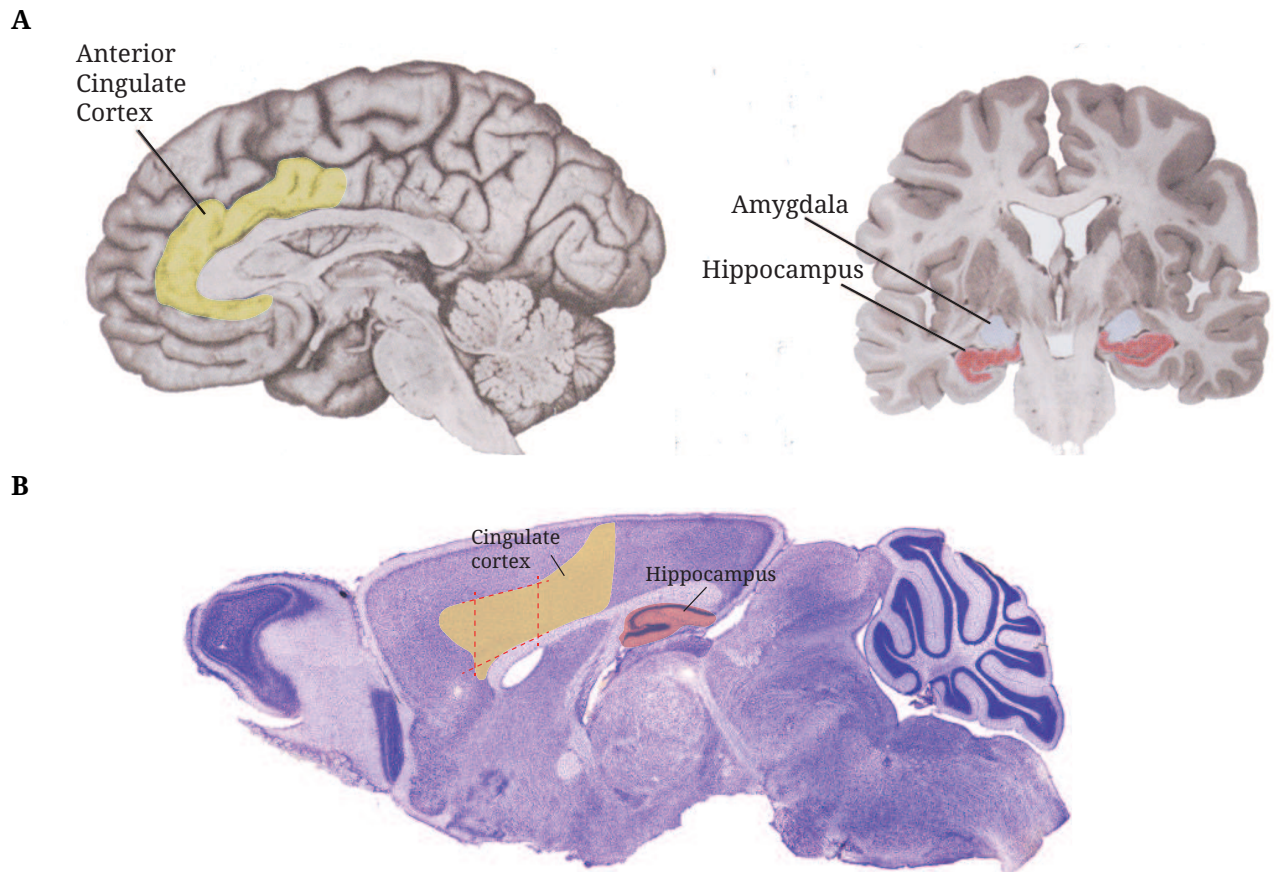 A
Anterior
Cingulate
Cortex
Amygdala
Hippocampus
B
Cingulate
cortex
Hippocampus